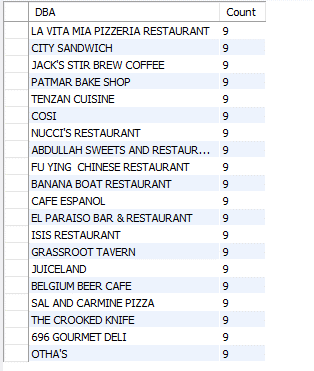 DBA Count
LA VITA MIA PIZZERIA RESTAURANT 9
CITY SANDWICH 9
JACK'S STIR BREW COFFEE 9
PATMAR BAKE SHOP 9
TENZAN CUISINE 9
COSI 9
NUCCI'S RESTAURANT 9
ABDULLAH SWEETS AND RESTAUR... 9
FU YING  CHINESE RESTAURANT 9
BANANA BOAT RESTAURANT 9
CAFE ESPANOL 9
EL PARAISO BAR & RESTAURANT 9
ISIS RESTAURANT 9
GRASSROOT TAVERN 9
JUICELAND 9
BELGIUM BEER CAFE 9
SAL AND CARMINE PIZZA 9
THE CROOKED KNIFE 9
696 GOURMET DELI 9
OTHA'S 9